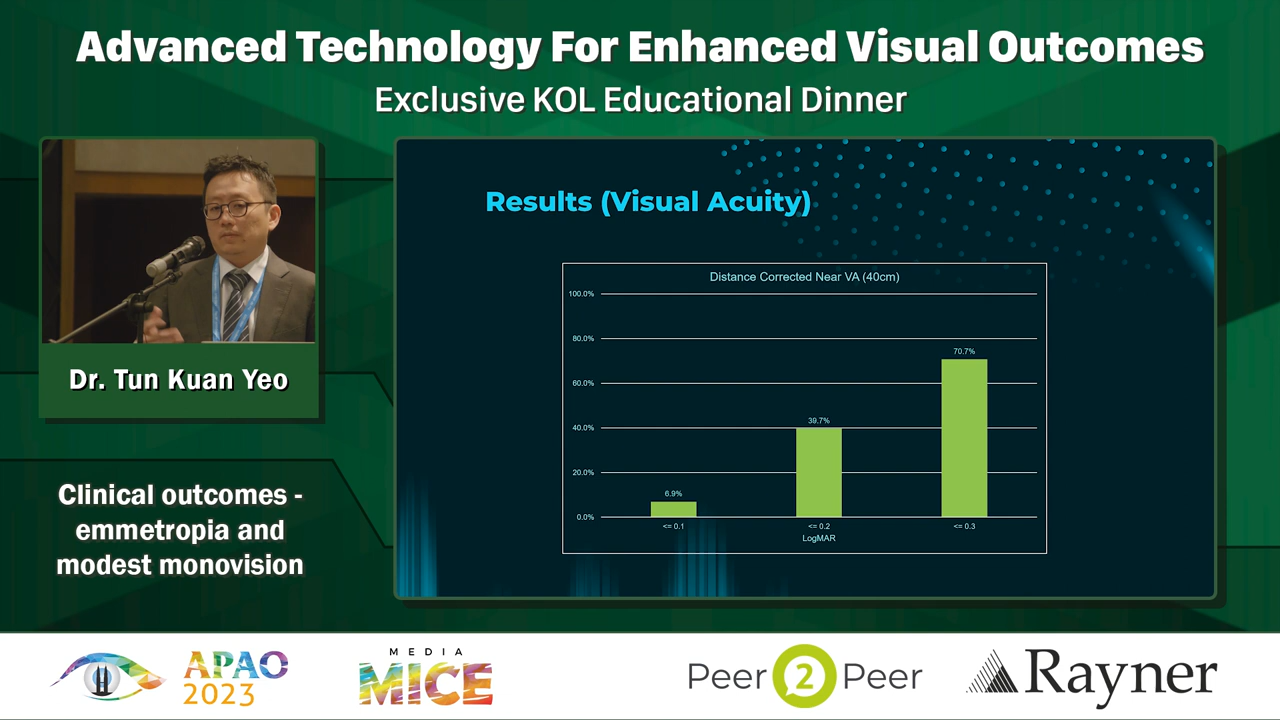 Advanced Technology For Enhanced Visual Outcomes
Exclusive KOL Educational Dinner
Dr. Tun Kuan Yeo
Clinical outcomes -
emmetropia and
modest monovision
Results (Visual Acuity)
Distance Corrected Near VA (40cm)
100.0%
80.0%
60.0%
40.0%
20.0%
0.0%
6.9%
39.7%
70.7%
<= 0.1
<= 0.2
<= 0.3
LogMAR
APAO
2023
MEDIA
MICE
Peer 2 Peer
Rayner